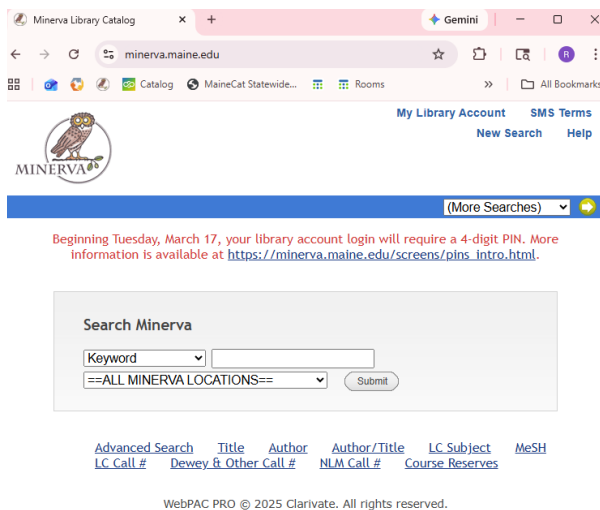 Minerva Library Catalog
Gemini
minerva.maine.edu
R
Catalog
MaineCat Statewide...
Rooms
»
All Bookmarks
My Library Account SMS Terms
New Search Help
MINERVA
(More Searches)
Beginning Tuesday, March 17, your library account login will require a 4-digit PIN. More
information is available at https://minerva.maine.edu/screens/pins_intro.html.
Search Minerva
Keyword
==ALL MINERVA LOCATIONS==
Submit
Advanced Search Title Author Author/Title LC Subject MeSH
LC Call # Dewey & Other Call # NLM Call # Course Reserves
WebPAC PRO © 2025 Clarivate. All rights reserved.